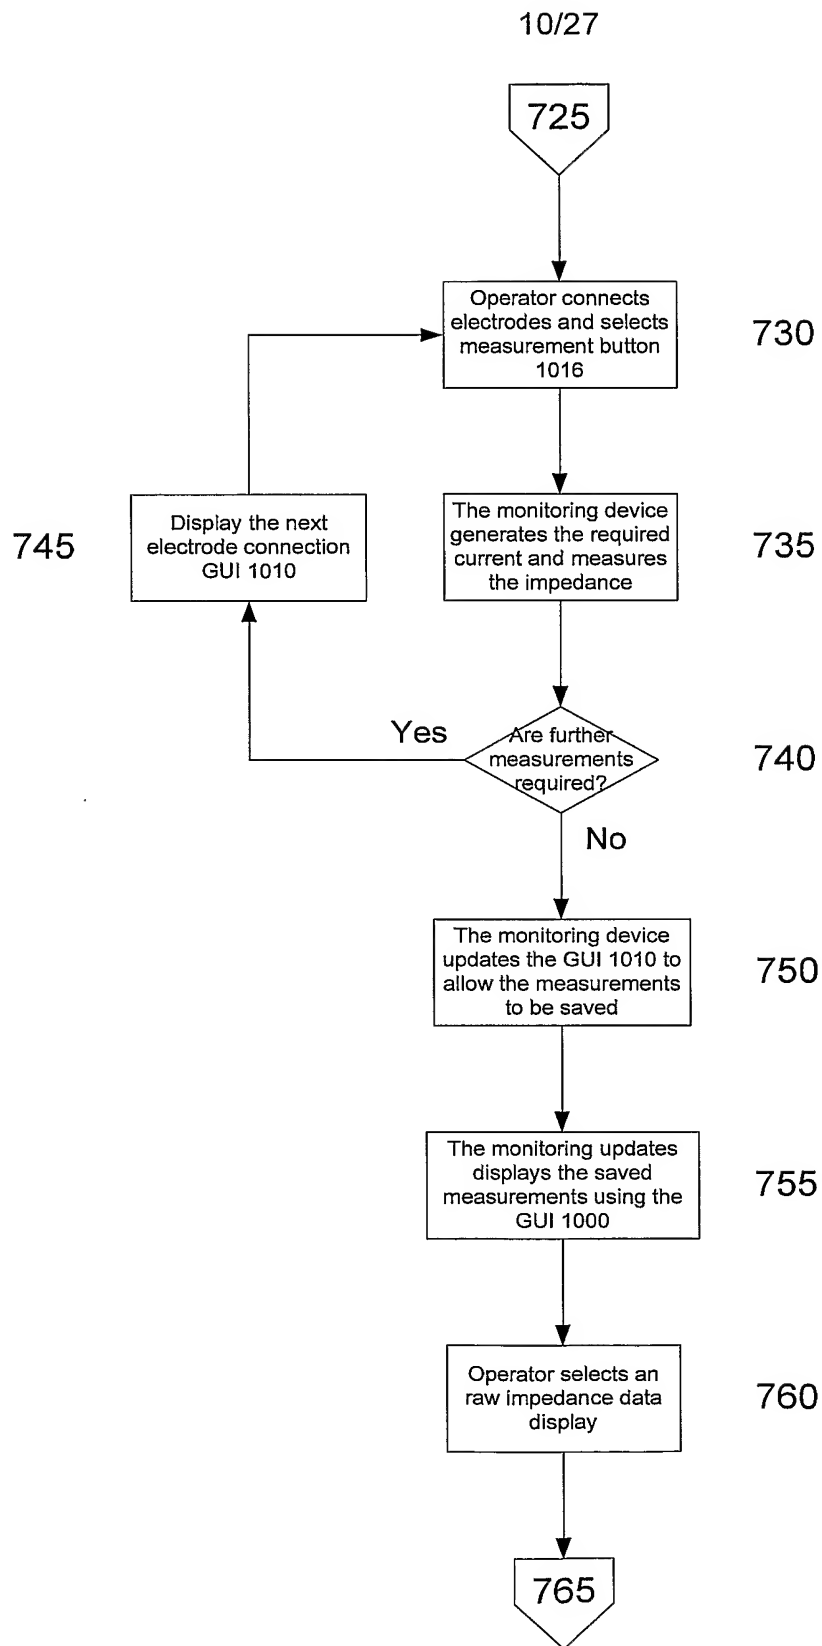 10/27
725
Operator connects
electrodes and selects
measurement button
1016
730
745
Display the next
electrode connection
GUI 1010
The monitoring device
generates the required
current and measures
the impedance
735
Yes
Are further
measurements
required?
740
No
The monitoring device
updates the GUI 1010 to
allow the measurements
to be saved
750
The monitoring updates
displays the saved
measurements using the
GUI 1000
755
Operator selects an
raw impedance data
display
760
765